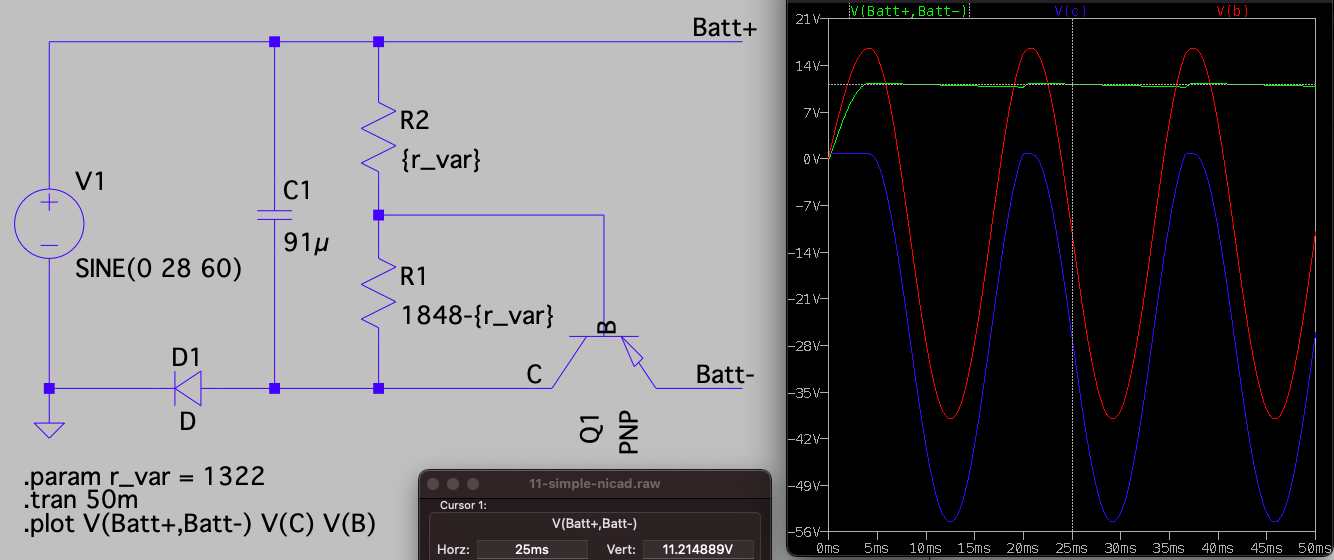 Batt+
R2
{r_var}
V1
C1
91µ
SINE(0 28 60)
R1
1848-{r_var}
B
D1
C
Batt-
D
Q1
PNP
.param r_var = 1322
.tran 50m
.plot V(Batt+,Batt-) V(C) V(B)
11-simple-nicad.raw
Cursor 1:
V(Batt+,Batt-)
Horz: 25ms Vert: 11.214889V
V(Batt+,Batt-) V(c) V(b)
21V
14V
7V
0V
-7V
-14V
-21V
-28V
-35V
-42V
-49V
-56V
0ms 5ms 10ms 15ms 20ms 25ms 30ms 35ms 40ms 45ms 50ms